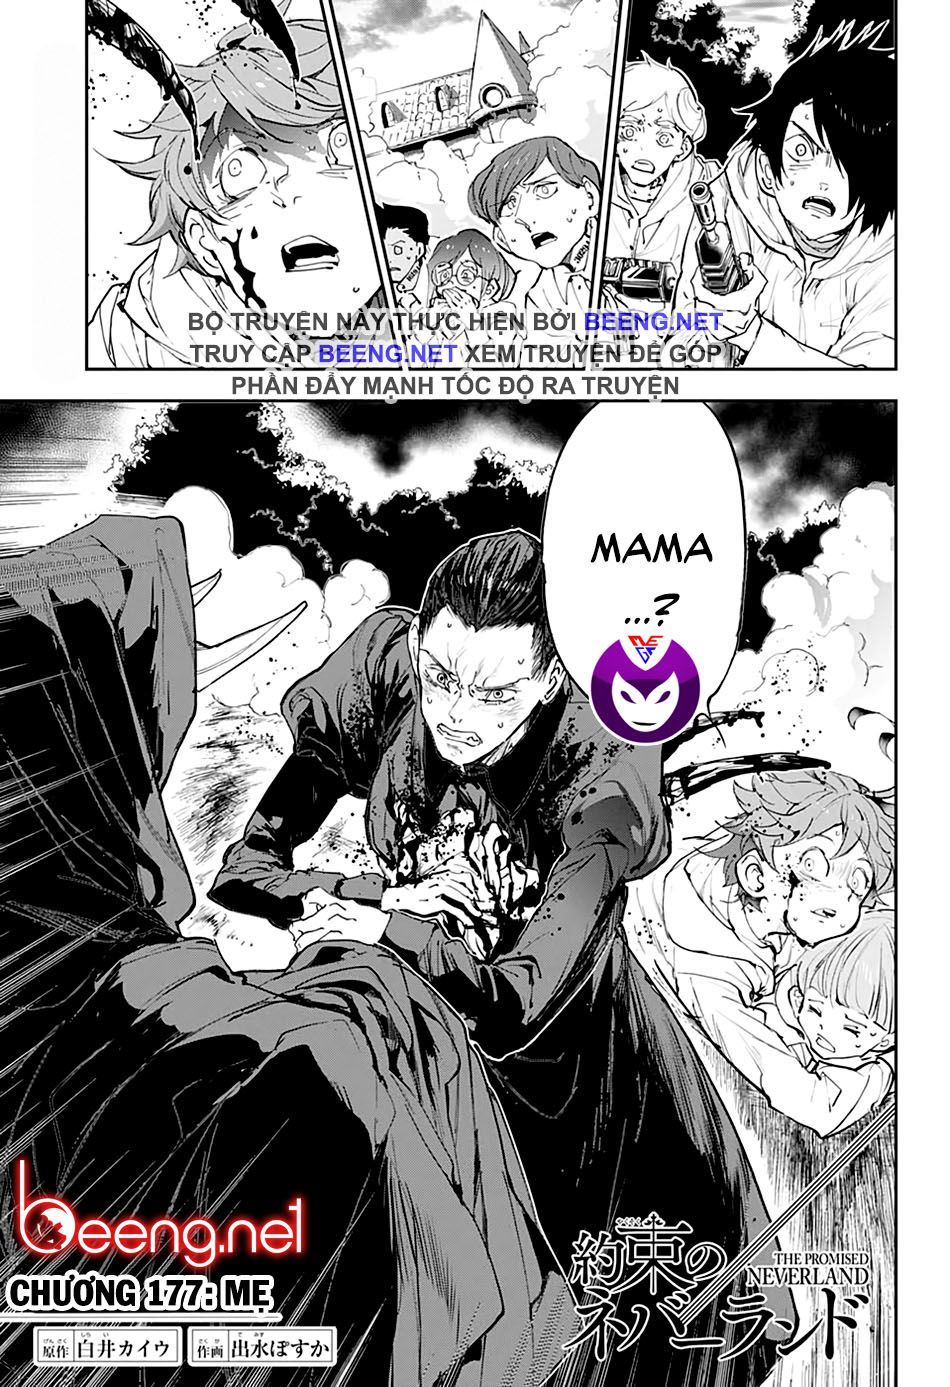 BỘ TRUYỆN NÀY THỰC HIỆN BỞI BEENG.NET
TRUY CẬP BEENG.NET XEM TRUYỆN ĐỂ GÓP
PHẦN ĐẨY MẠNH TỐC ĐỘ RA TRUYỆN
MAMA
...?
beeng.net
CHƯƠNG 177: MẸ
原作 白井カイウ
作画 出水ぽすか
約束の
ネバーランド
THE PROMISED
NEVERLAND